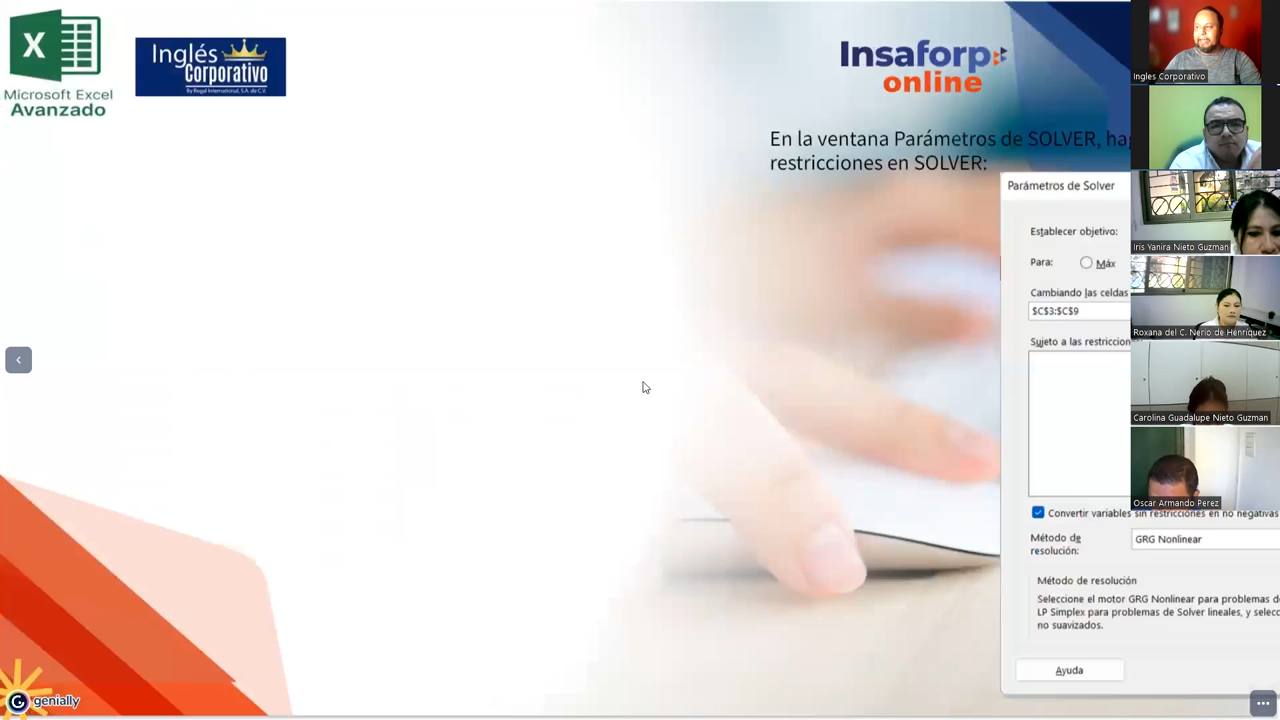 X
Microsoft Excel
Avanzado
Inglés
Corporativo
By Regal International, S.A. de C.V.
Insaforp
online
En la ventana Parámetros de SOLVER, hag
restricciones en SOLVER:
Parámetros de Solver
Establecer objetivo:
Para:
Máx
Cambiando las celdas
$C$3:$C$9
Sujeto a las restriccion
Convertir variables sin restricciones en no negativas
Método de
resolución:
GRG Nonlinear
Método de resolución
Seleccione el motor GRG Nonlinear para problemas d
LP Simplex para problemas de Solver lineales, y selecc
no suavizados.
Ayuda
genially
Ingles Corporativo
Iris Yanira Nieto Guzman
Roxana del C. Nerio de Henriquez
Carolina Guadalupe Nieto Guzman
Oscar Armando Perez